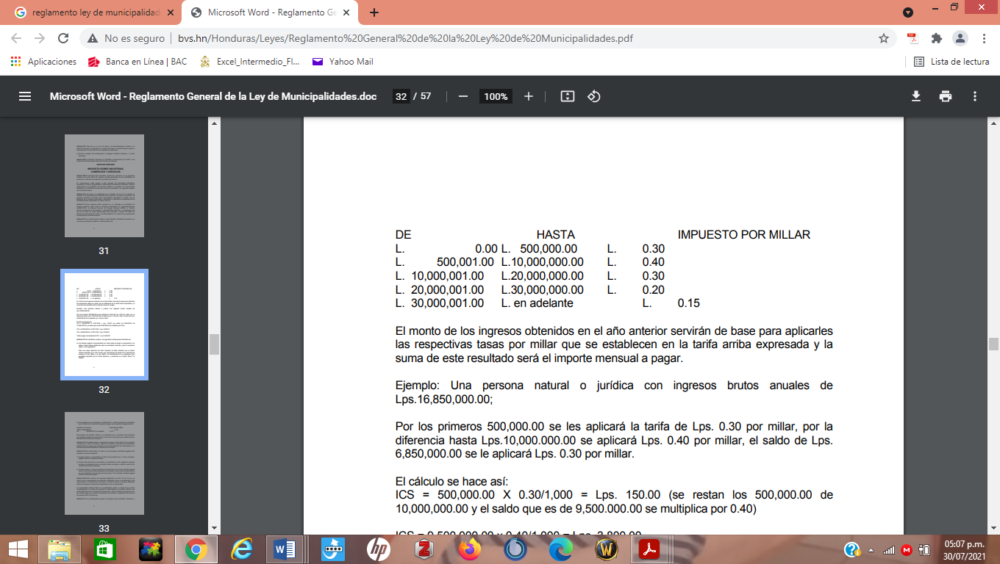 reglamento ley de municipalidad
Microsoft Word - Reglamento Ge
No es seguro
bvs.hn/Honduras/Leyes/Reglamento%20General%20de%20la%20Ley%20de%20Municipalidades.pdf
Aplicaciones
Banca en Línea | BAC
Excel_Intermedio_Fl...
Yahoo Mail
Lista de lectura
Microsoft Word - Reglamento General de la Ley de Municipalidades.doc
32 / 57
100%
31
32
33
DE HASTA IMPUESTO POR MILLAR
L. 0.00 L. 500,000.00 L. 0.30
L. 500,001.00 L.10,000,000.00 L. 0.40
L. 10,000,001.00 L.20,000,000.00 L. 0.30
L. 20,000,001.00 L.30,000,000.00 L. 0.20
L. 30,000,001.00 L. en adelante L. 0.15
El monto de los ingresos obtenidos en el año anterior servirán de base para aplicarles
las respectivas tasas por millar que se establecen en la tarifa arriba expresada y la
suma de este resultado será el importe mensual a pagar.
Ejemplo: Una persona natural o jurídica con ingresos brutos anuales de
Lps.16,850,000.00;
Por los primeros 500,000.00 se les aplicará la tarifa de Lps. 0.30 por millar, por la
diferencia hasta Lps.10,000.000.00 se aplicará Lps. 0.40 por millar, el saldo de Lps.
6,850,000.00 se le aplicará Lps. 0.30 por millar.
El cálculo se hace así:
ICS = 500,000.00 X 0.30/1,000 = Lps. 150.00 (se restan los 500,000.00 de
10,000,000.00 y el saldo que es de 9,500.000.00 se multiplica por 0.40)
ICS = 9,500,000.00 x 0.40/1,000 = Lps. 3,800.00
05:07 p.m.
30/07/2021